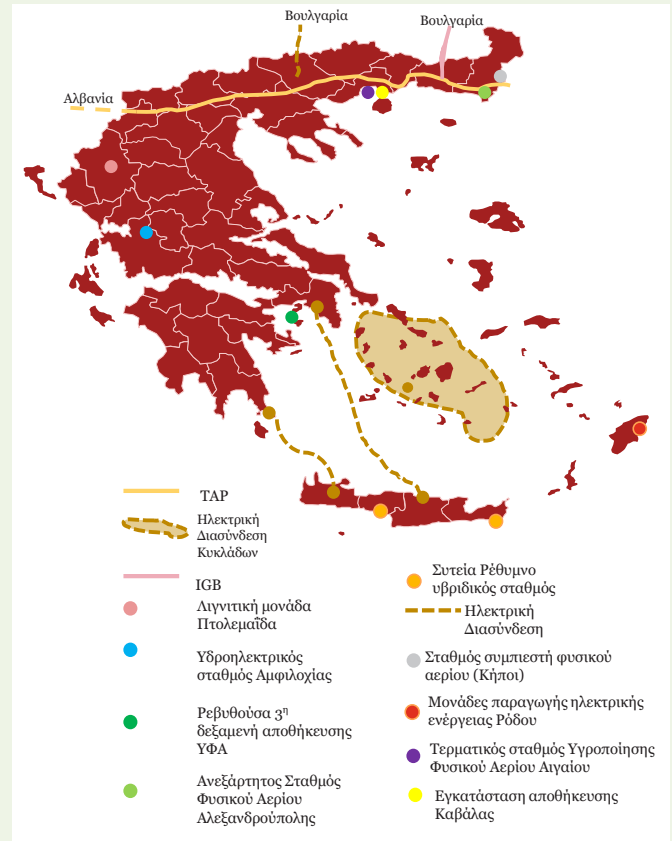 Βουλγαρία
Βουλγαρία
Αλβανία
TAP
Ηλεκτρική
Διασύνδεση
Κυκλάδων
IGB
Λιγνιτική μονάδα
Πτολεμαΐδα
Υδροηλεκτρικός
σταθμός Αμφιλοχίας
Ρεβυθούσα 3η
δεξαμενή αποθήκευσης
ΥΦΑ
Ανεξάρτητος Σταθμός
Φυσικού Αερίου
Αλεξανδρούπολης
Συτεία Ρέθυμνο
υβριδικός σταθμός
Ηλεκτρική
Διασύνδεση
Σταθμός συμπιεστή φυσικού
αερίου (Κήποι)
Μονάδες παραγωγής ηλεκτρικής
ενέργειας Ρόδου
Τερματικός σταθμός Υγροποίησης
Φυσικού Αερίου Αιγαίου
Εγκατάσταση αποθήκευσης
Καβάλας